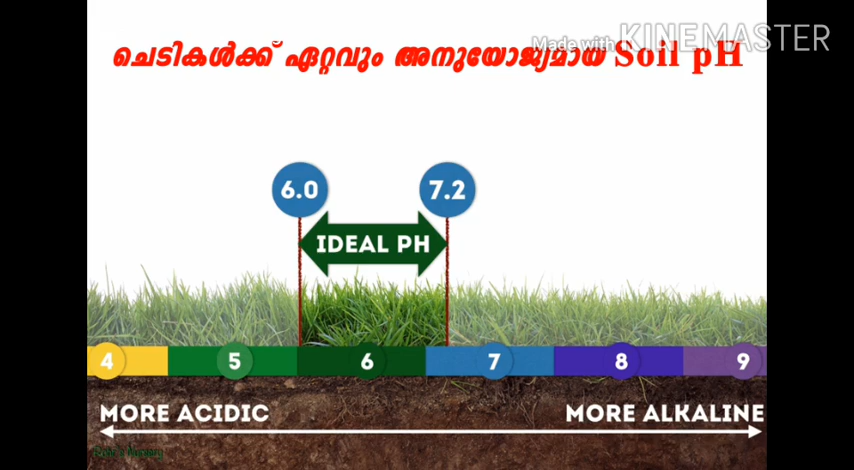 Made with KINEMASTER
ചെടികൾക്ക് ഏറ്റവും അനുയോജ്യമായ Soil pH
6.0 7.2
IDEAL PH
4 5 6 7 8 9
MORE ACIDIC MORE ALKALINE